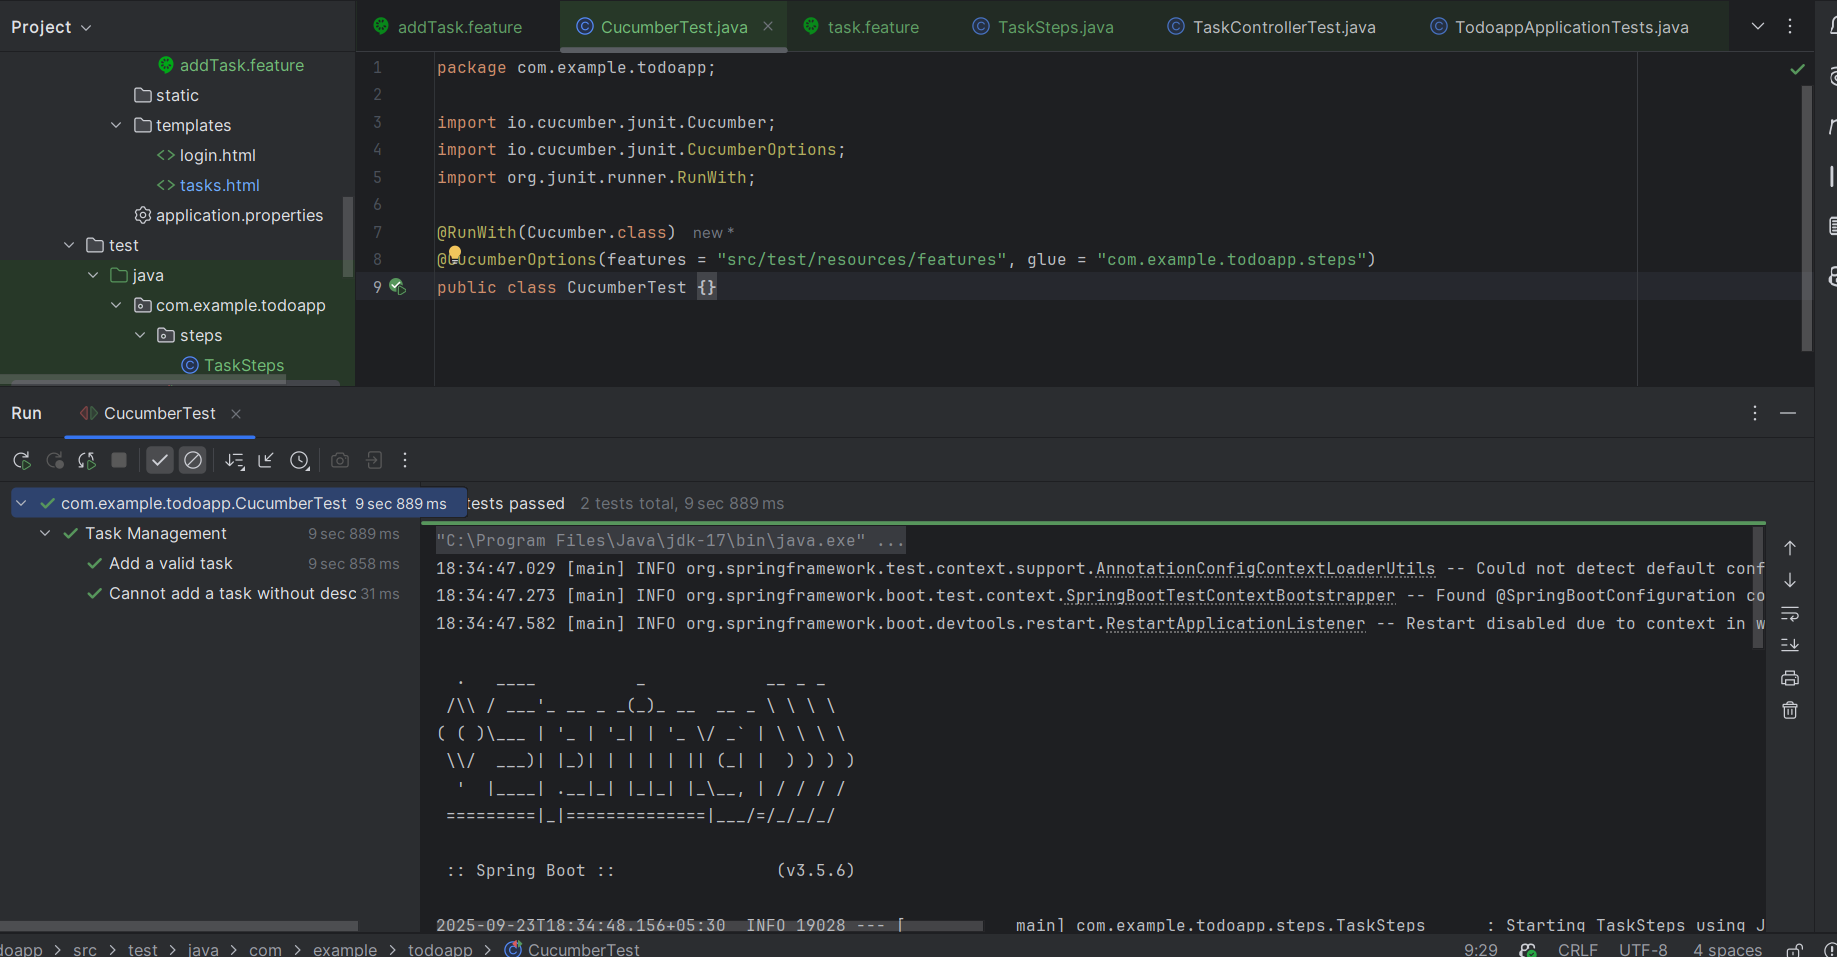 Project
addTask.feature
CucumberTest.java
task.feature
TaskSteps.java
TaskControllerTest.java
TodoappApplicationTests.java
addTask.feature
static
templates
login.html
tasks.html
application.properties
test
java
com.example.todoapp
steps
TaskSteps
1 package com.example.todoapp;
2
3 import io.cucumber.junit.Cucumber;
4 import io.cucumber.junit.CucumberOptions;
5 import org.junit.runner.RunWith;
6
7 @RunWith(Cucumber.class) new *
8 @CucumberOptions(features = "src/test/resources/features", glue = "com.example.todoapp.steps")
9 public class CucumberTest {}
Run
CucumberTest
com.example.todoapp.CucumberTest 9 sec 889 ms
Task Management 9 sec 889 ms
Add a valid task 9 sec 858 ms
Cannot add a task without desc 31 ms
tests passed 2 tests total, 9 sec 889 ms
"C:\Program Files\Java\jdk-17\bin\java.exe" ...
18:34:47.029 [main] INFO org.springframework.test.context.support.AnnotationConfigContextLoaderUtils -- Could not detect default conf
18:34:47.273 [main] INFO org.springframework.boot.test.context.SpringBootTestContextBootstrapper -- Found @SpringBootConfiguration co
18:34:47.582 [main] INFO org.springframework.boot.devtools.restart.RestartApplicationListener -- Restart disabled due to context in w
  .   ____          _            __ _ _
 /\\ / ___'_ __ _ _(_)_ __  __ _ \ \ \ \
( ( )\___ | '_ | '_| | '_ \/ _` | \ \ \ \
 \\/  ___)| |_)| | | | | || (_| |  ) ) ) )
  '  |____| .__|_| |_|_| |_\__, | / / / /
 =========|_|==============|___/=/_/_/_/
:: Spring Boot :: (v3.5.6)
2025-09-23T18:34:48.156+05:30 INFO 19028 --- [ main] com.example.todoapp.steps.TaskSteps : Starting TaskSteps using J
doapp > src > test > java > com > example > todoapp > CucumberTest
9:29 CRLF UTF-8 4 spaces